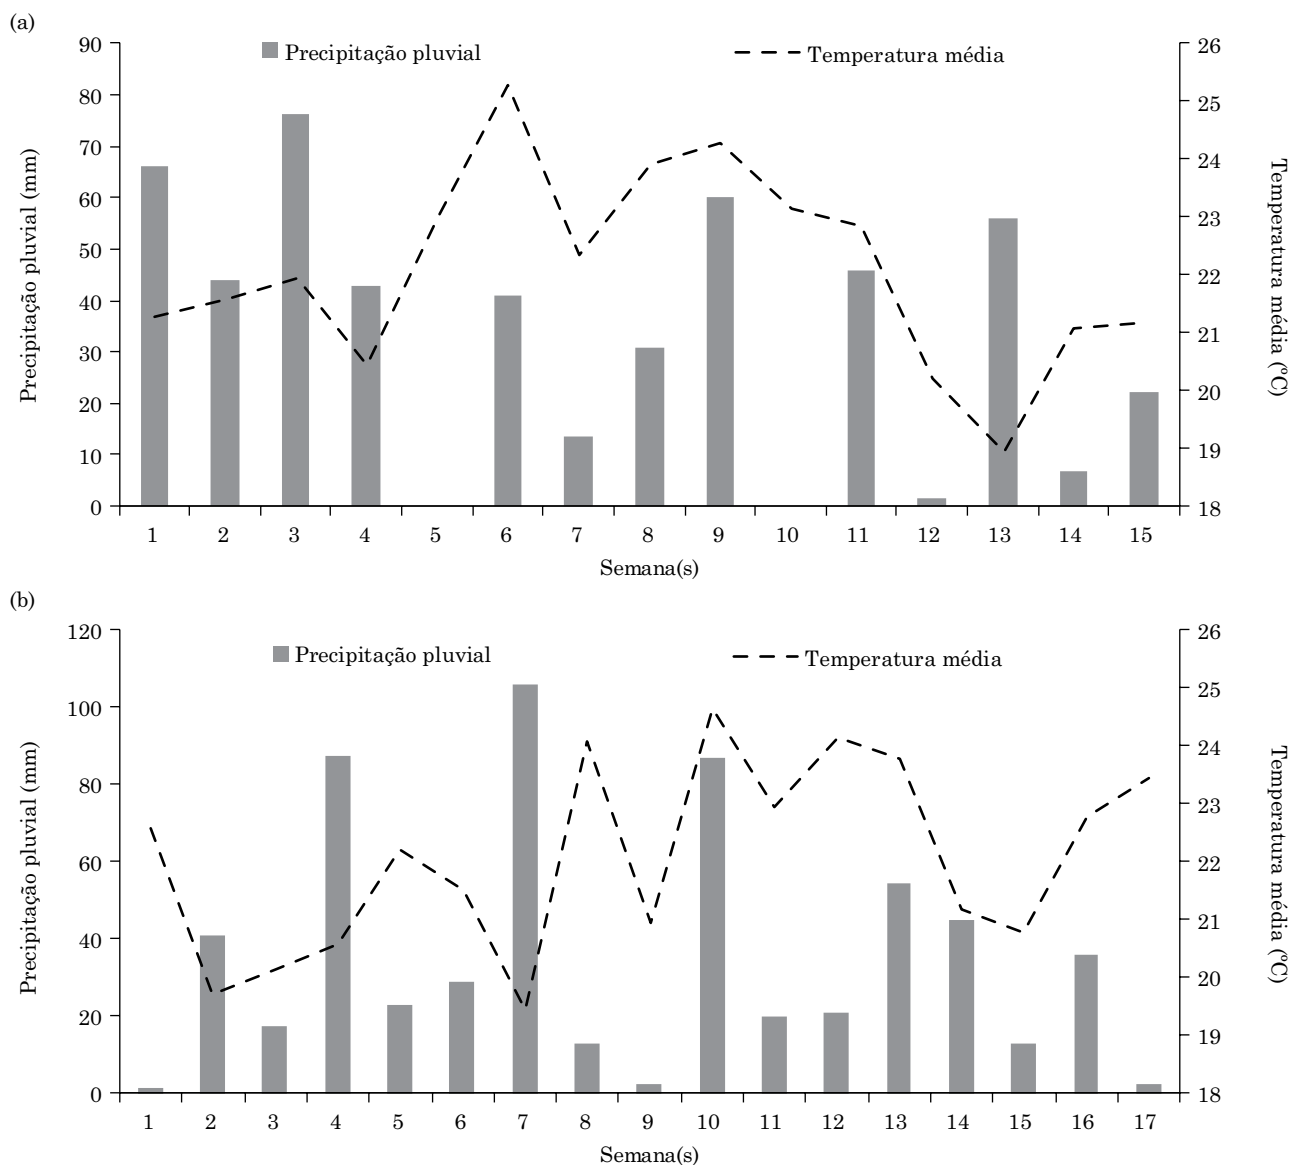 (a)
Precipitação pluvial
Temperatura média
90
80
70
60
50
40
30
20
10
0
Precipitação pluvial (mm)
26
25
24
23
22
21
20
19
18
Temperatura média (°C)
1 2 3 4 5 6 7 8 9 10 11 12 13 14 15
Semana(s)
(b)
Precipitação pluvial
Temperatura média
120
100
80
60
40
20
0
Precipitação pluvial (mm)
26
25
24
23
22
21
20
19
18
Temperatura média (°C)
1 2 3 4 5 6 7 8 9 10 11 12 13 14 15 16 17
Semana(s)